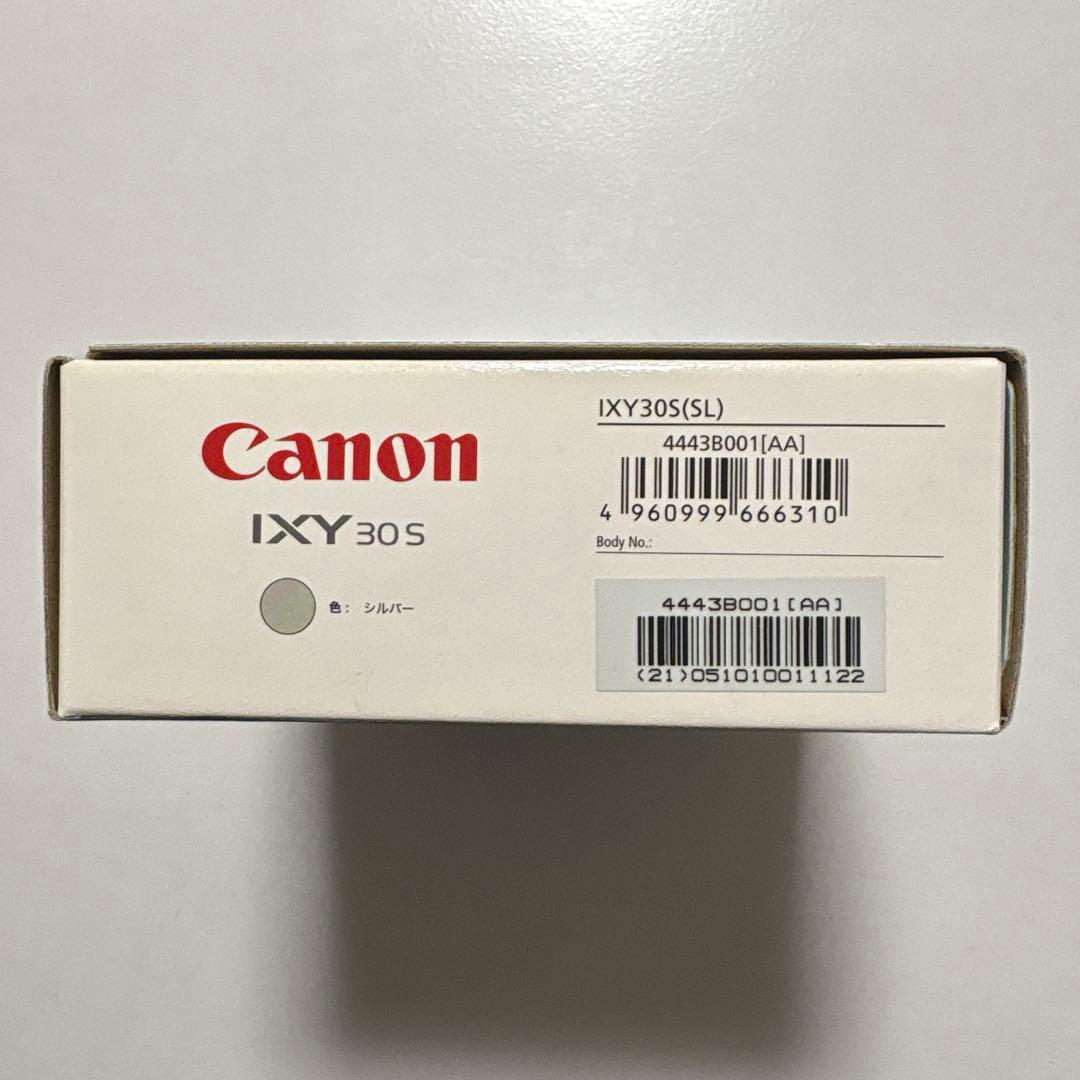 Canon
IXY 30 S
色： シルバー
IXY30S(SL)
4443B001[AA]
4 960999 666310
Body No.:
4443B001[AA]
(21)051010011122